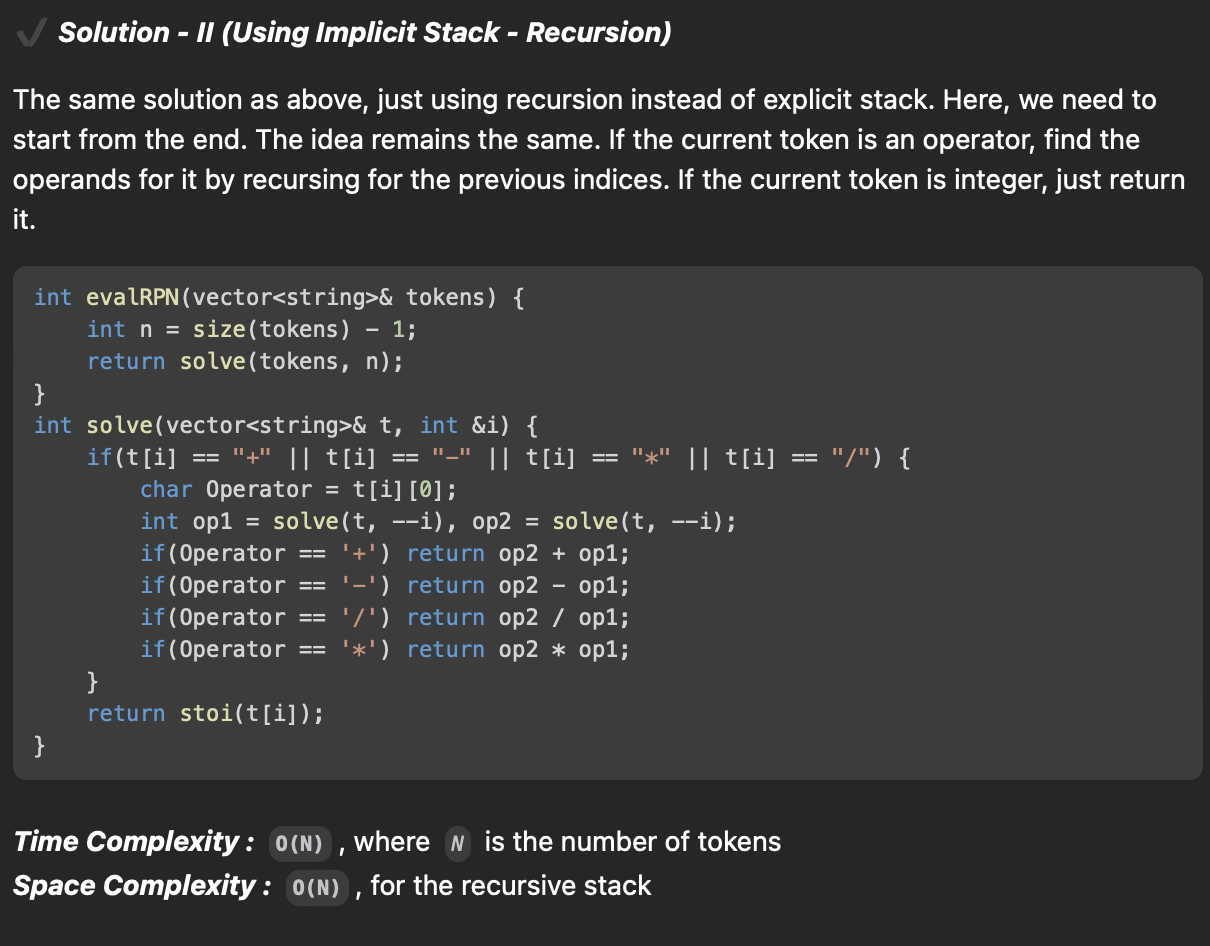 ✔️ Solution - II (Using Implicit Stack - Recursion)
The same solution as above, just using recursion instead of explicit stack. Here, we need to
start from the end. The idea remains the same. If the current token is an operator, find the
operands for it by recursing for the previous indices. If the current token is integer, just return
it.
int evalRPN(vector<string>& tokens) {
    int n = size(tokens) - 1;
    return solve(tokens, n);
}
int solve(vector<string>& t, int &i) {
    if(t[i] == "+" || t[i] == "-" || t[i] == "*" || t[i] == "/") {
        char Operator = t[i][0];
        int op1 = solve(t, --i), op2 = solve(t, --i);
        if(Operator == '+') return op2 + op1;
        if(Operator == '-') return op2 - op1;
        if(Operator == '/') return op2 / op1;
        if(Operator == '*') return op2 * op1;
    }
    return stoi(t[i]);
}
Time Complexity : O(N) , where N is the number of tokens
Space Complexity : O(N) , for the recursive stack